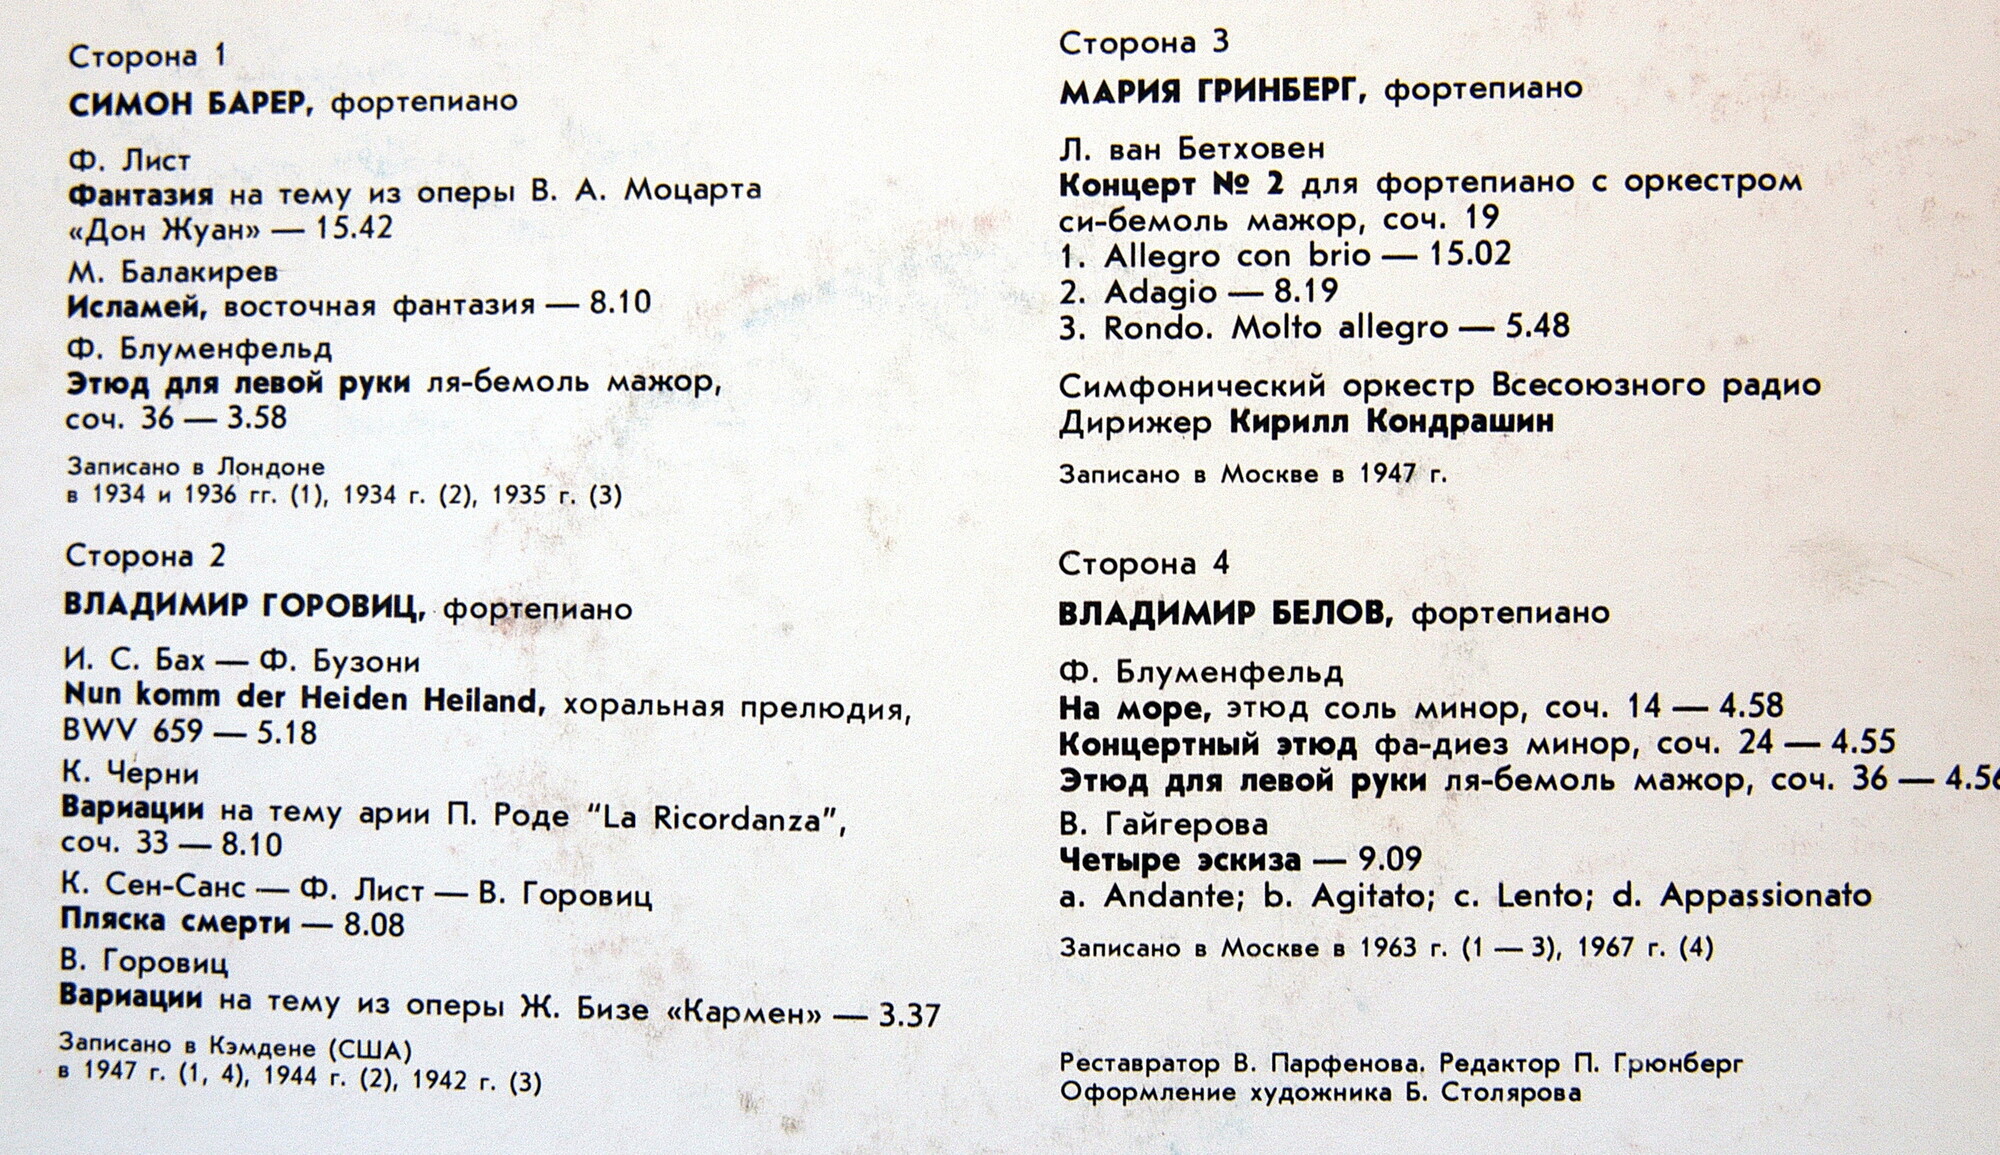 Сторона 1
СИМОН БАРЕР, фортепиано
Ф. Лист
Фантазия на тему из оперы В. А. Моцарта
«Дон Жуан» — 15.42
М. Балакирев
Исламей, восточная фантазия — 8.10
Ф. Блуменфельд
Этюд для левой руки ля-бемоль мажор,
соч. 36 — 3.58
Записано в Лондоне
в 1934 и 1936 гг. (1), 1934 г. (2), 1935 г. (3)
Сторона 2
ВЛАДИМИР ГОРОВИЦ, фортепиано
И. С. Бах — Ф. Бузони
Nun komm der Heiden Heiland, хоральная прелюдия,
BWV 659 — 5.18
К. Черни
Вариации на тему арии П. Роде “La Ricordanza”,
соч. 33 — 8.10
К. Сен-Санс — Ф. Лист — В. Горовиц
Пляска смерти — 8.08
В. Горовиц
Вариации на тему из оперы Ж. Бизе «Кармен» — 3.37
Записано в Кэмдене (США)
в 1947 г. (1, 4), 1944 г. (2), 1942 г. (3)
Сторона 3
МАРИЯ ГРИНБЕРГ, фортепиано
Л. ван Бетховен
Концерт № 2 для фортепиано с оркестром
си-бемоль мажор, соч. 19
1. Allegro con brio — 15.02
2. Adagio — 8.19
3. Rondo. Molto allegro — 5.48
Симфонический оркестр Всесоюзного радио
Дирижер Кирилл Кондрашин
Записано в Москве в 1947 г.
Сторона 4
ВЛАДИМИР БЕЛОВ, фортепиано
Ф. Блуменфельд
На море, этюд соль минор, соч. 14 — 4.58
Концертный этюд фа-диез минор, соч. 24 — 4.55
Этюд для левой руки ля-бемоль мажор, соч. 36 — 4.56
В. Гайгерова
Четыре эскиза — 9.09
a. Andante; b. Agitato; c. Lento; d. Appassionato
Записано в Москве в 1963 г. (1 — 3), 1967 г. (4)
Реставратор В. Парфенова. Редактор П. Грюнберг
Оформление художника Б. Столярова